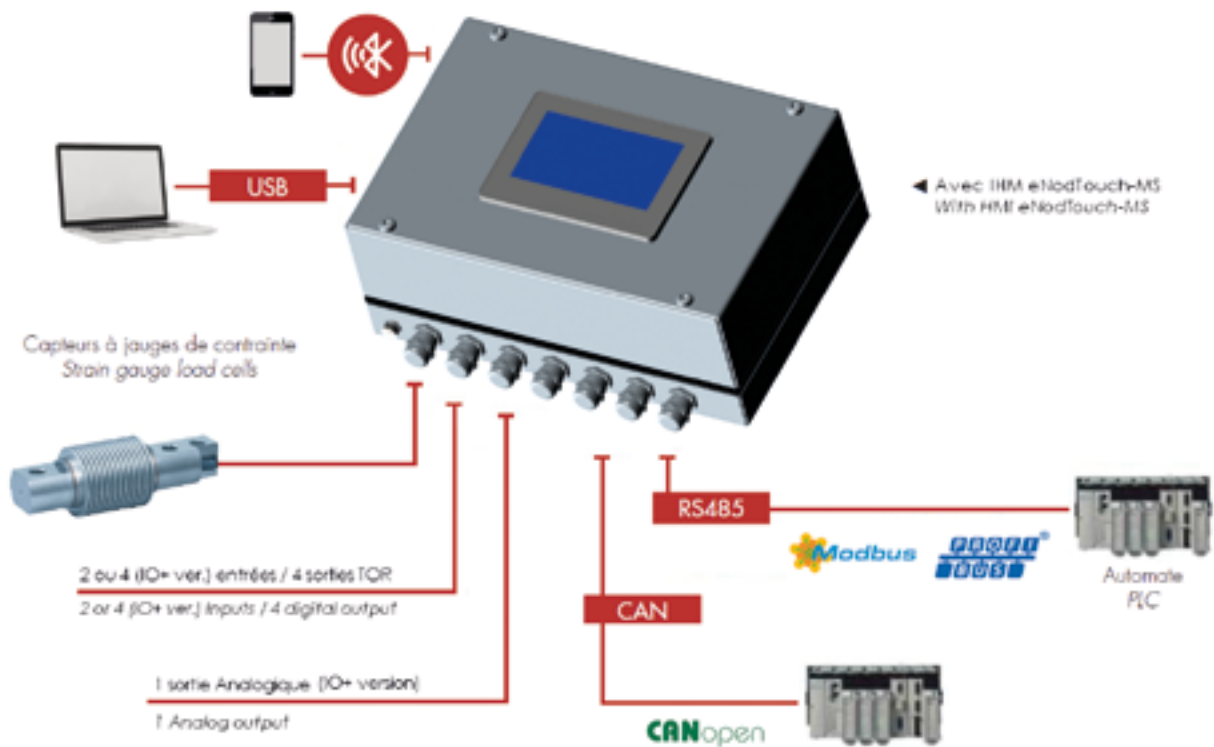 USB
◄ Avec IHM eNodTouch-MS
With HMI eNodTouch-MS
Capteurs à jauges de contrainte
Strain gauge load cells
RS485
Modbus
PROFI®
BUS
Automate
PLC
2 ou 4 (IO+ ver.) entrées / 4 sorties TOR
2 or 4 (IO+ ver.) Inputs / 4 digital output
CAN
1 sortie Analogique (IO+ version)
1 Analog output
CANopen